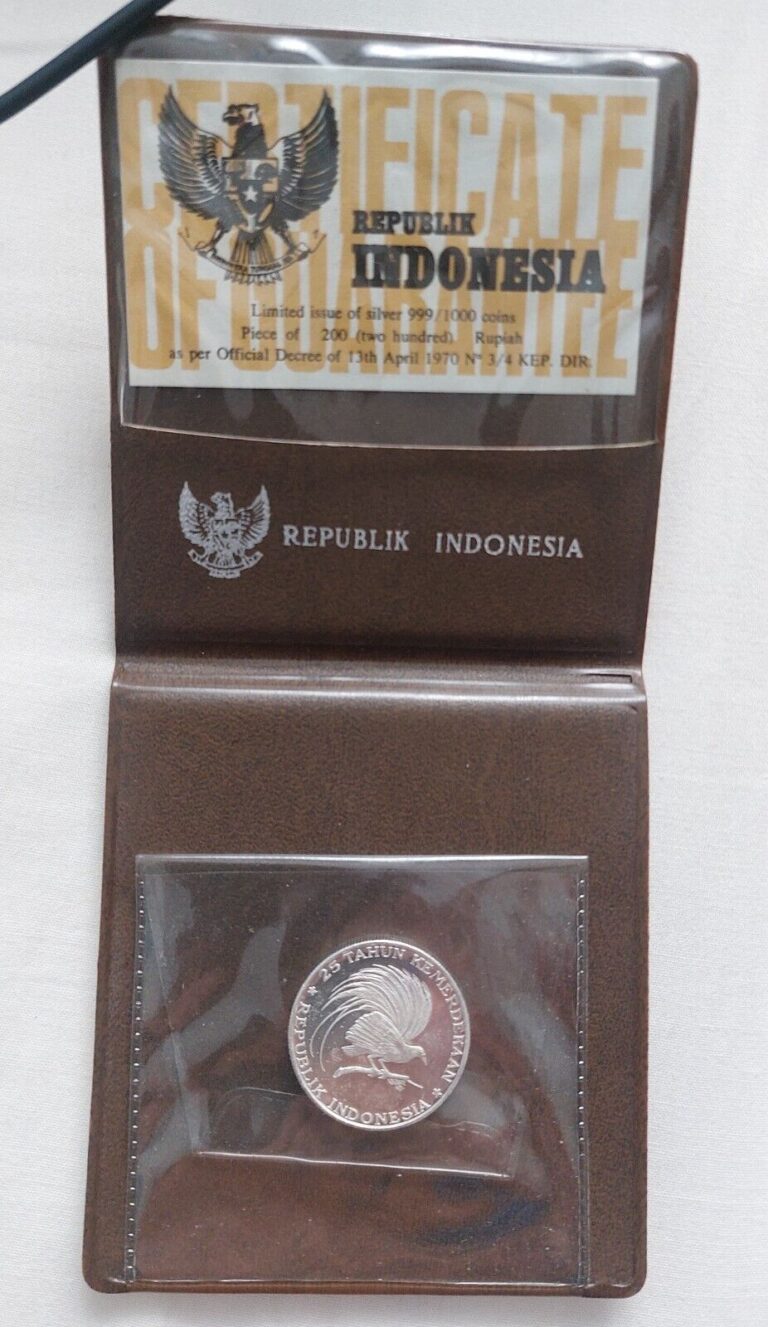 CERTIFICATE
OF GUARANTEE
REPUBLIK
INDONESIA
Limited issue of silver 999/1000 coins
Piece of 200 (two hundred) Rupiah
as per Official Decree of 13th April 1970 Nº 3/4 KEP. DIR.
REPUBLIK INDONESIA
* 25 TAHUN KEMERDEKAAN *
REPUBLIK INDONESIA